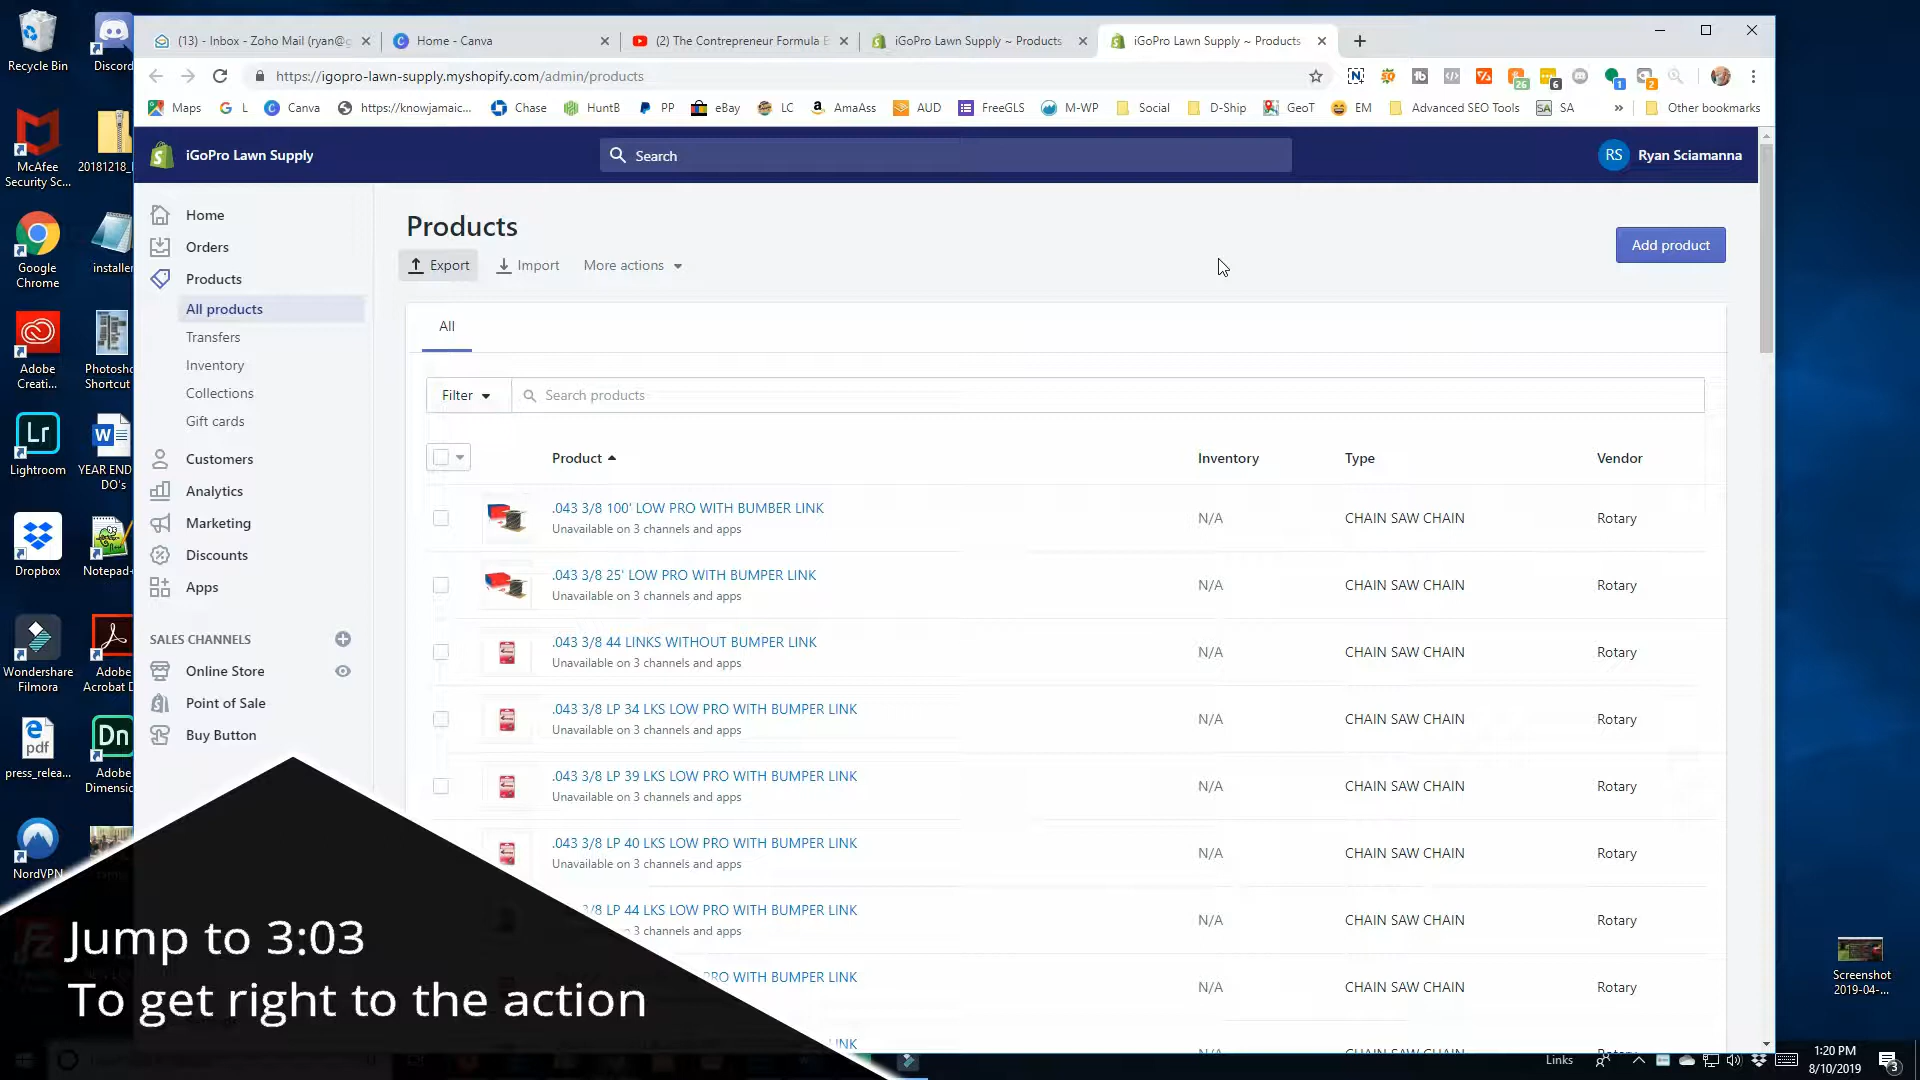 Recycle Bin
Discord
McAfee
Security Sc...
Google
Chrome
installer
Adobe
Creati...
Photosho
Shortcut
Lightroom
YEAR END
DO's
Dropbox
Notepad+
Wondershare
Filmora
Adobe
Acrobat D
press_relea...
Adobe
Dimensio
NordVPN
(13) - Inbox - Zoho Mail (ryan@g
Home - Canva
(2) The Contrepreneur Formula E
iGoPro Lawn Supply ~ Products
iGoPro Lawn Supply ~ Products
https://igopro-lawn-supply.myshopify.com/admin/products
Maps
L
Canva
https://knowjamaic...
Chase
HuntB
PP
eBay
LC
AmaAss
AUD
FreeGLS
M-WP
Social
D-Ship
GeoT
EM
Advanced SEO Tools
SA
Other bookmarks
iGoPro Lawn Supply
Search
RS
Ryan Sciamanna
Home
Orders
Products
All products
Transfers
Inventory
Collections
Gift cards
Customers
Analytics
Marketing
Discounts
Apps
SALES CHANNELS
Online Store
Point of Sale
Buy Button
Products
Export
Import
More actions
Add product
All
Filter
Search products
Product
Inventory
Type
Vendor
.043 3/8 100' LOW PRO WITH BUMBER LINK
Unavailable on 3 channels and apps
N/A
CHAIN SAW CHAIN
Rotary
.043 3/8 25' LOW PRO WITH BUMPER LINK
Unavailable on 3 channels and apps
N/A
CHAIN SAW CHAIN
Rotary
.043 3/8 44 LINKS WITHOUT BUMPER LINK
Unavailable on 3 channels and apps
N/A
CHAIN SAW CHAIN
Rotary
.043 3/8 LP 34 LKS LOW PRO WITH BUMPER LINK
Unavailable on 3 channels and apps
N/A
CHAIN SAW CHAIN
Rotary
.043 3/8 LP 39 LKS LOW PRO WITH BUMPER LINK
Unavailable on 3 channels and apps
N/A
CHAIN SAW CHAIN
Rotary
.043 3/8 LP 40 LKS LOW PRO WITH BUMPER LINK
Unavailable on 3 channels and apps
N/A
CHAIN SAW CHAIN
Rotary
/8 LP 44 LKS LOW PRO WITH BUMPER LINK
3 channels and apps
N/A
CHAIN SAW CHAIN
Rotary
RO WITH BUMPER LINK
N/A
CHAIN SAW CHAIN
Rotary
Jump to 3:03
To get right to the action
Screenshot
2019-04-...
Links
1:20 PM
8/10/2019
3